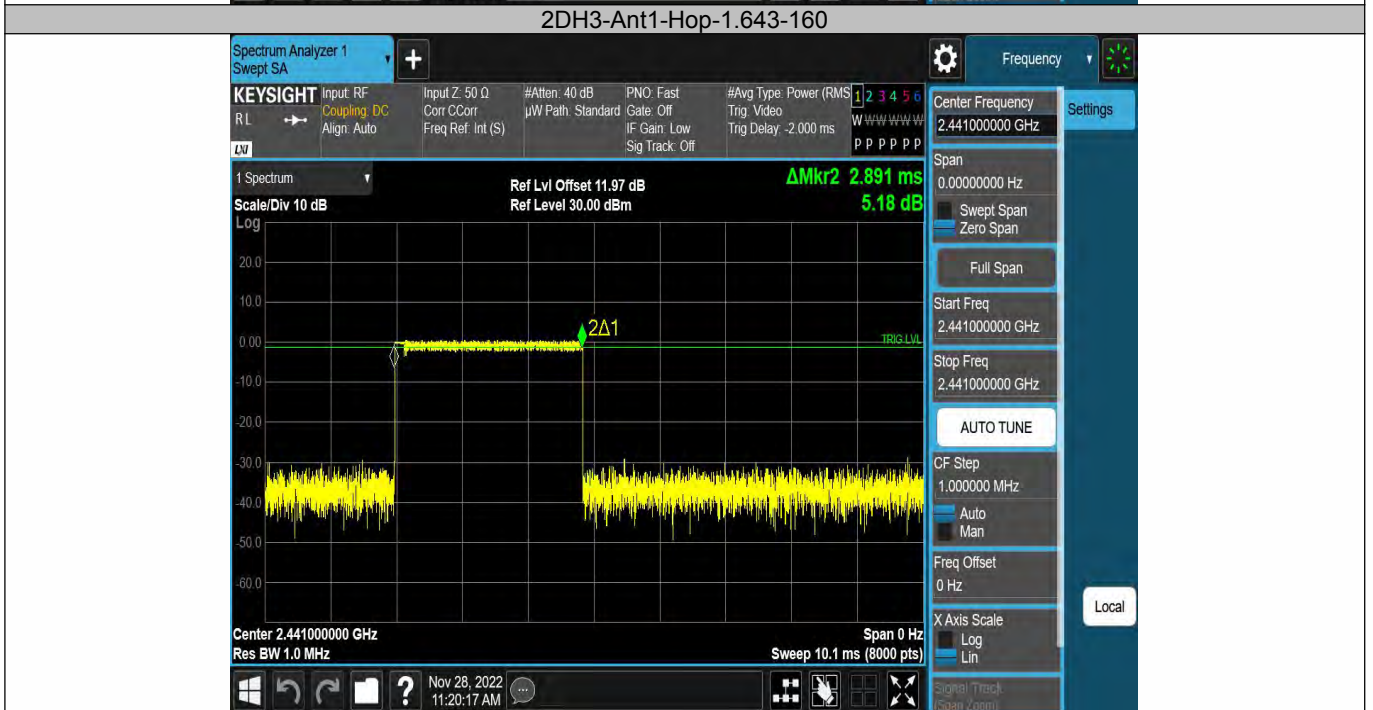 2DH3-Ant1-Hop-1.643-160
Spectrum Analyzer 1
Swept SA
+
Frequency
KEYSIGHT
RL
LXI
Input: RF
Coupling: DC
Align: Auto
Input Z: 50 Ω
Corr CCorr
Freq Ref: Int (S)
#Atten: 40 dB
µW Path: Standard
PNO: Fast
Gate: Off
IF Gain: Low
Sig Track: Off
#Avg Type: Power (RMS
Trig: Video
Trig Delay: -2.000 ms
1 2 3 4 5 6
W W W W W W
P P P P P P
Center Frequency
2.441000000 GHz
Settings
Span
0.00000000 Hz
Swept Span
Zero Span
Full Span
Start Freq
2.441000000 GHz
Stop Freq
2.441000000 GHz
AUTO TUNE
CF Step
1.000000 MHz
Auto
Man
Freq Offset
0 Hz
X Axis Scale
Log
Lin
Signal Track
(Span Zoom)
Local
1 Spectrum
Scale/Div 10 dB
Log
Ref Lvl Offset 11.97 dB
Ref Level 30.00 dBm
ΔMkr2 2.891 ms
5.18 dB
20.0
10.0
0.00
-10.0
-20.0
-30.0
-40.0
-50.0
-60.0
2Δ1
TRIG LVL
Center 2.441000000 GHz
Res BW 1.0 MHz
Span 0 Hz
Sweep 10.1 ms (8000 pts)
?
Nov 28, 2022
11:20:17 AM